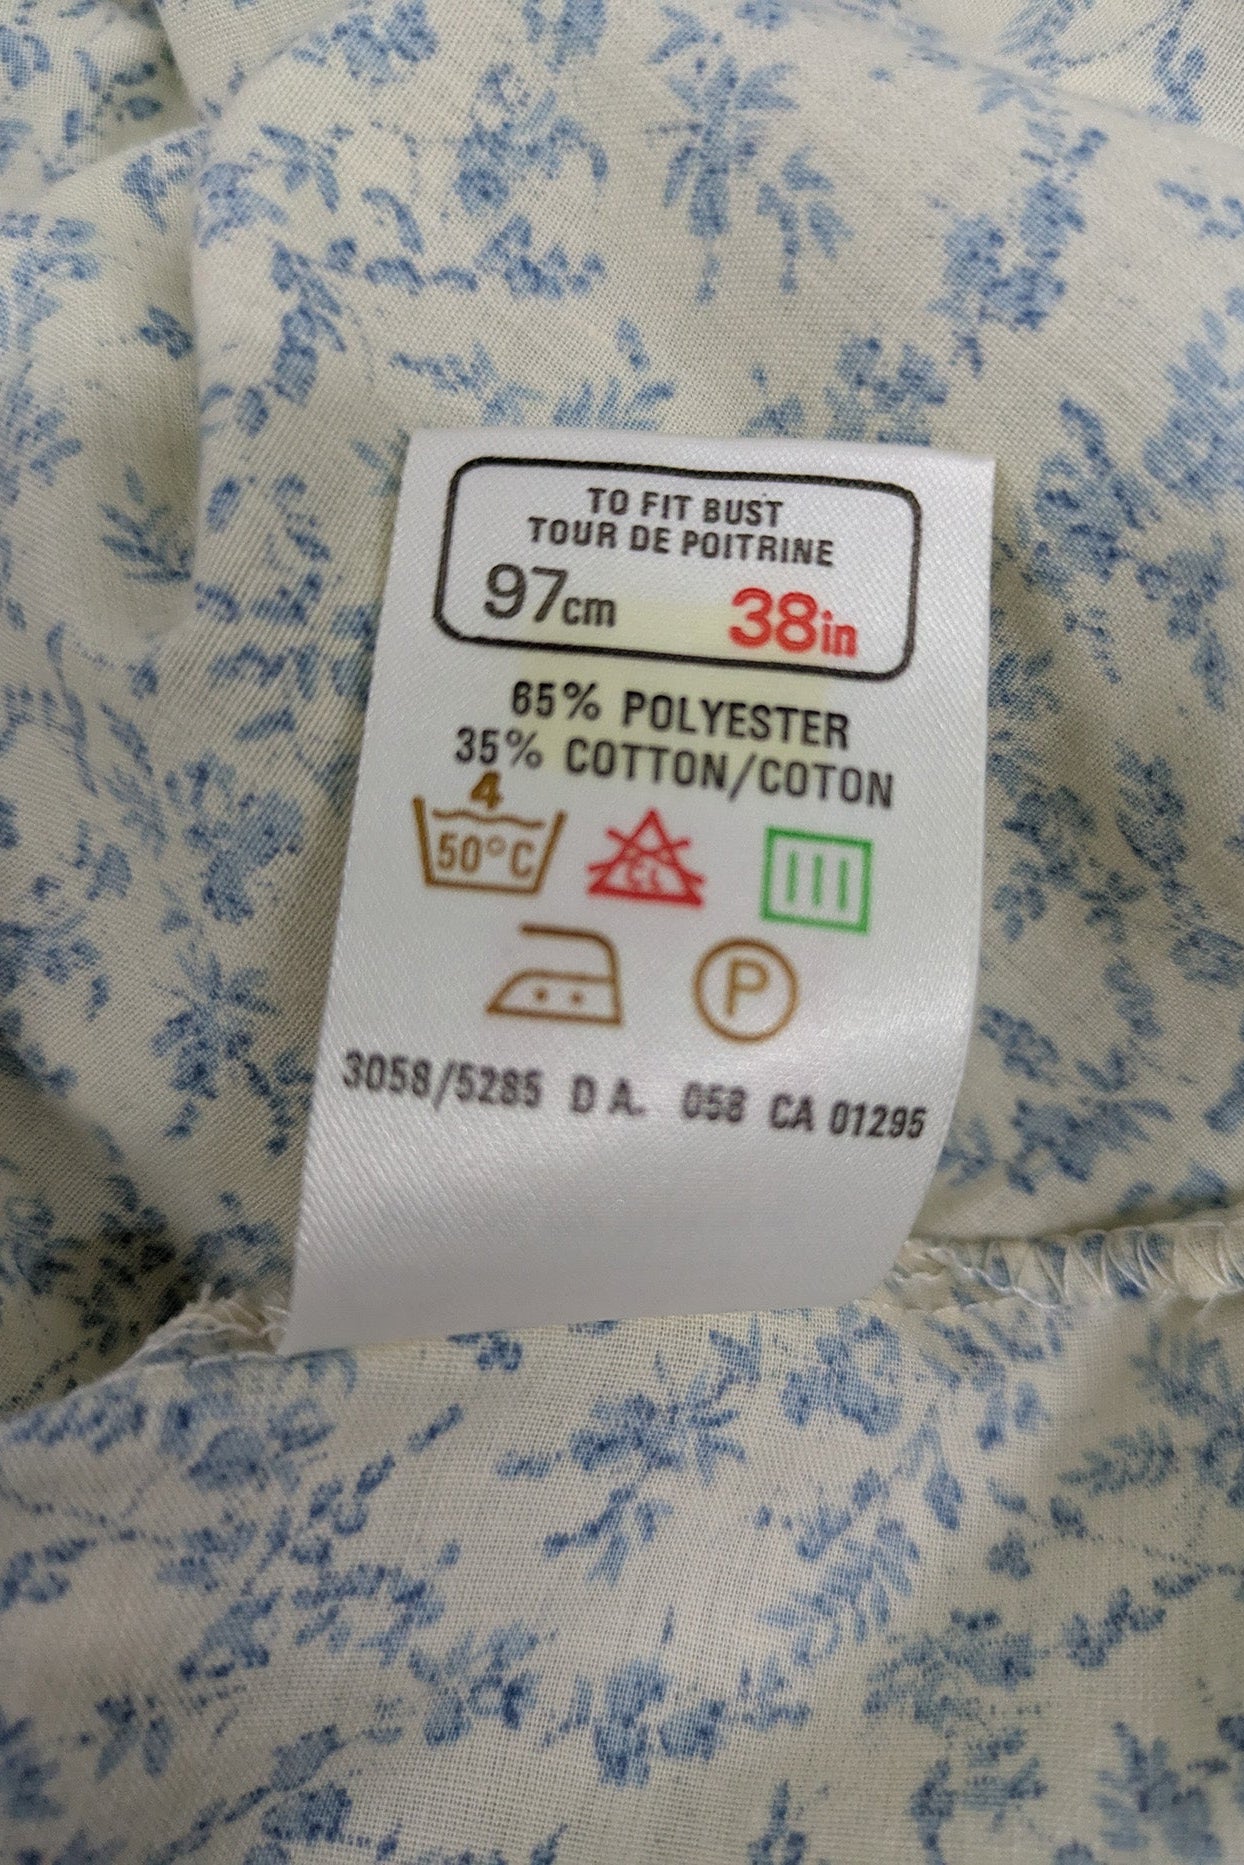 TO FIT BUST
TOUR DE POITRINE
97cm 38in
65% POLYESTER
35% COTTON/COTON
4
50°C CL
P
3058/5285 D A. 058 CA 01295